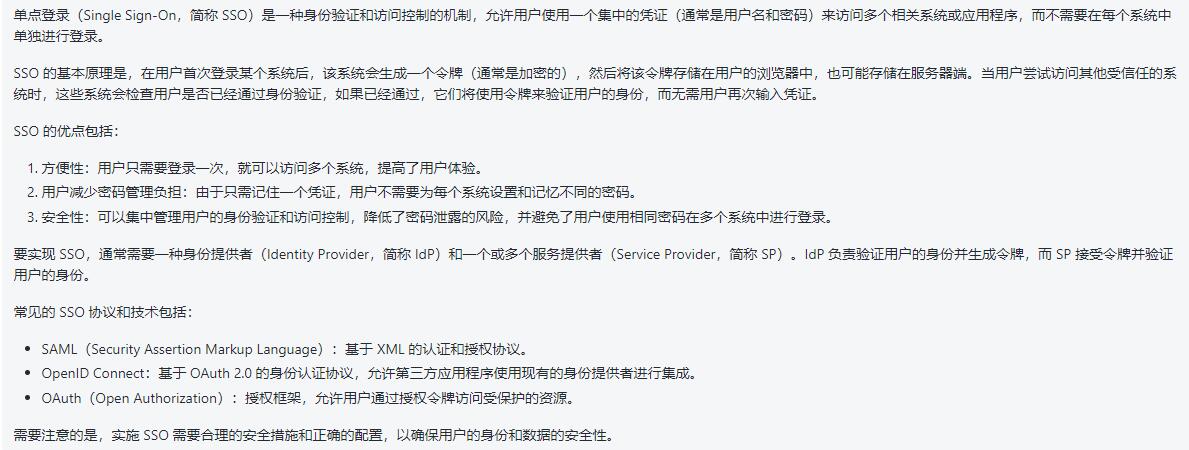 单点登录（Single Sign-On，简称 SSO）是一种身份验证和访问控制的机制，允许用户使用一个集中的凭证（通常是用户名和密码）来访问多个相关系统或应用程序，而不需要在每个系统中
单独进行登录。
SSO 的基本原理是，在用户首次登录某个系统后，该系统会生成一个令牌（通常是加密的），然后将该令牌存储在用户的浏览器中，也可能存储在服务器端。当用户尝试访问其他受信任的系
统时，这些系统会检查用户是否已经通过身份验证，如果已经通过，它们将使用令牌来验证用户的身份，而无需用户再次输入凭证。
SSO 的优点包括：
1. 方便性：用户只需要登录一次，就可以访问多个系统，提高了用户体验。
2. 用户减少密码管理负担：由于只需记住一个凭证，用户不需要为每个系统设置和记忆不同的密码。
3. 安全性：可以集中管理用户的身份验证和访问控制，降低了密码泄露的风险，并避免了用户使用相同密码在多个系统中进行登录。
要实现 SSO，通常需要一种身份提供者（Identity Provider，简称 IdP）和一个或多个服务提供者（Service Provider，简称 SP）。IdP 负责验证用户的身份并生成令牌，而 SP 接受令牌并验证
用户的身份。
常见的 SSO 协议和技术包括：
• SAML（Security Assertion Markup Language）：基于 XML 的认证和授权协议。
• OpenID Connect：基于 OAuth 2.0 的身份认证协议，允许第三方应用程序使用现有的身份提供者进行集成。
• OAuth（Open Authorization）：授权框架，允许用户通过授权令牌访问受保护的资源。
需要注意的是，实施 SSO 需要合理的安全措施和正确的配置，以确保用户的身份和数据的安全性。